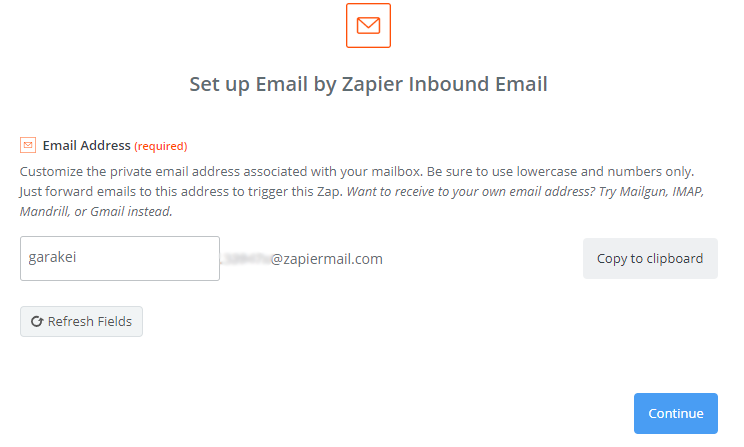 Set up Email by Zapier Inbound Email
Email Address (required)
Customize the private email address associated with your mailbox. Be sure to use lowercase and numbers only.
Just forward emails to this address to trigger this Zap. Want to receive to your own email address? Try Mailgun, IMAP,
Mandrill, or Gmail instead.
garakei @zapiermail.com Copy to clipboard
Refresh Fields
Continue